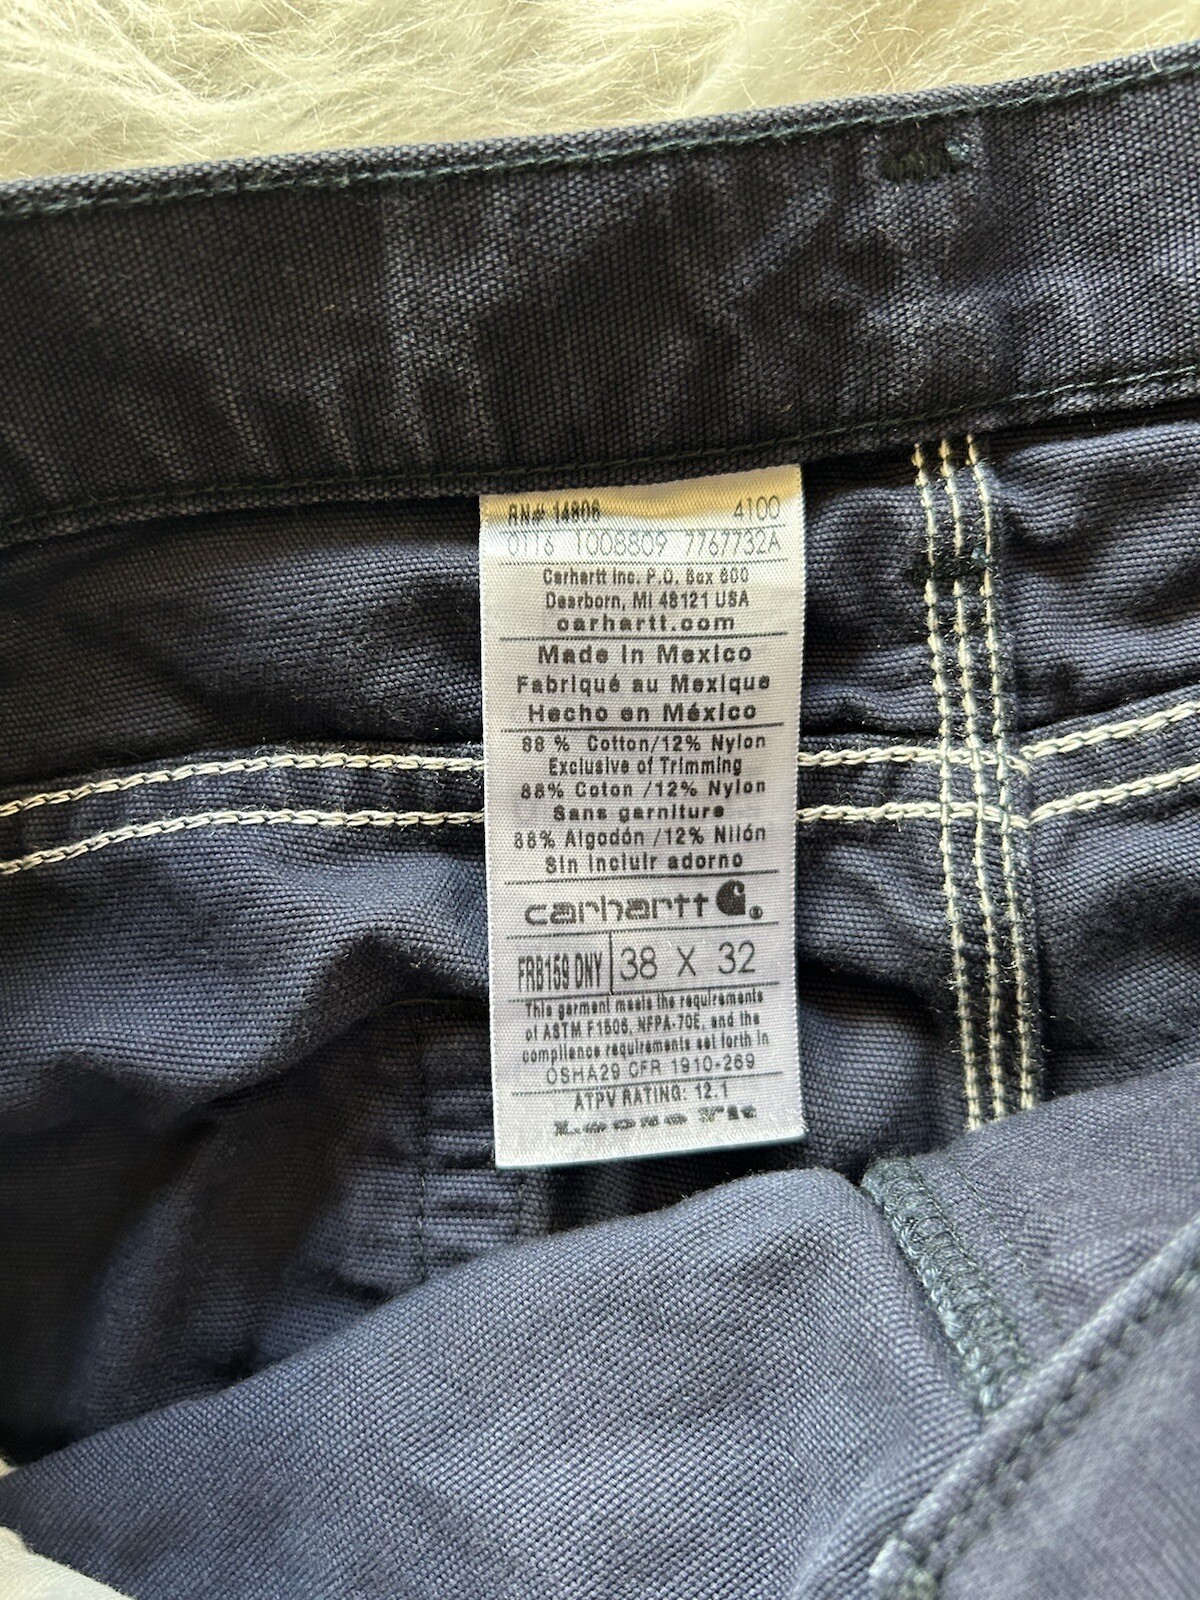 RN# 14806 4100
0116 1008809 7767732A
Carhartt Inc. P.O. Box 600
Dearborn, MI 48121 USA
carhartt.com
Made in Mexico
Fabriqué au Mexique
Hecho en México
88 % Cotton/12% Nylon
Exclusive of Trimming
88% Coton /12% Nylon
Sans garniture
88% Algodón /12% Nilón
Sin incluir adorno
carhartt
FRB159 DNY 38 X 32
This garment meets the requirements
of ASTM F1506, NFPA-70E, and the
compliance requirements set forth in
OSHA29 CFR 1910-269
ATPV RATING: 12.1
Loose Fit